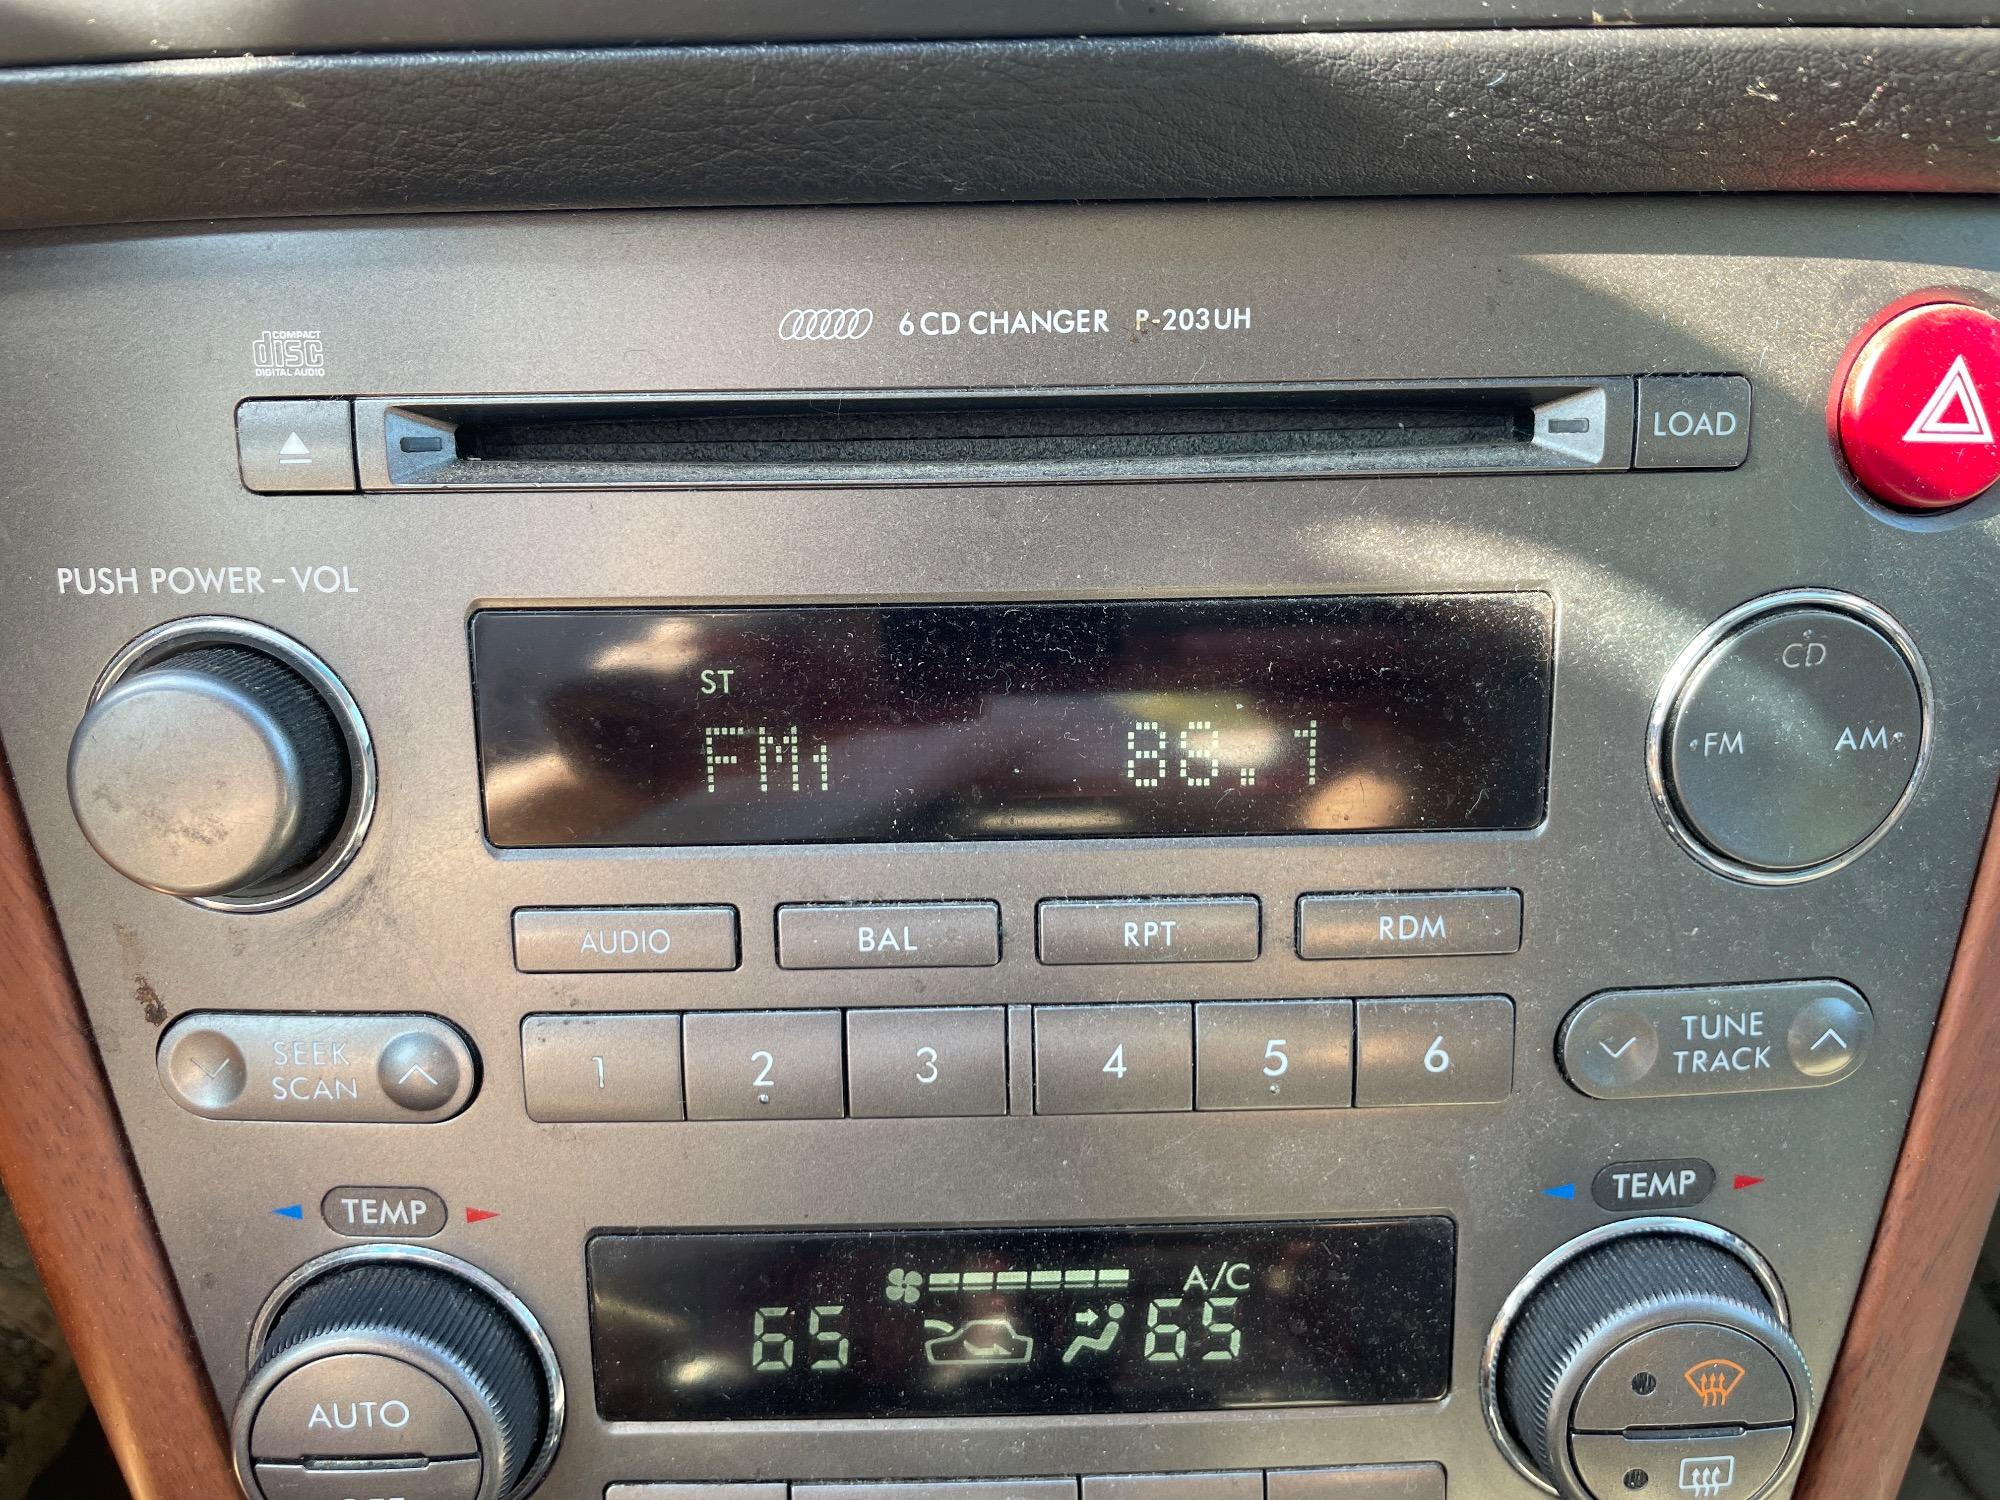 COMPACT
disc
DIGITAL AUDIO
6 CD CHANGER P-203UH
LOAD
PUSH POWER - VOL
ST
FM1 88.1
CD
FM AM
AUDIO BAL RPT RDM
SEEK
SCAN
1 2 3 4 5 6
TUNE
TRACK
TEMP
TEMP
A/C
65 65
AUTO